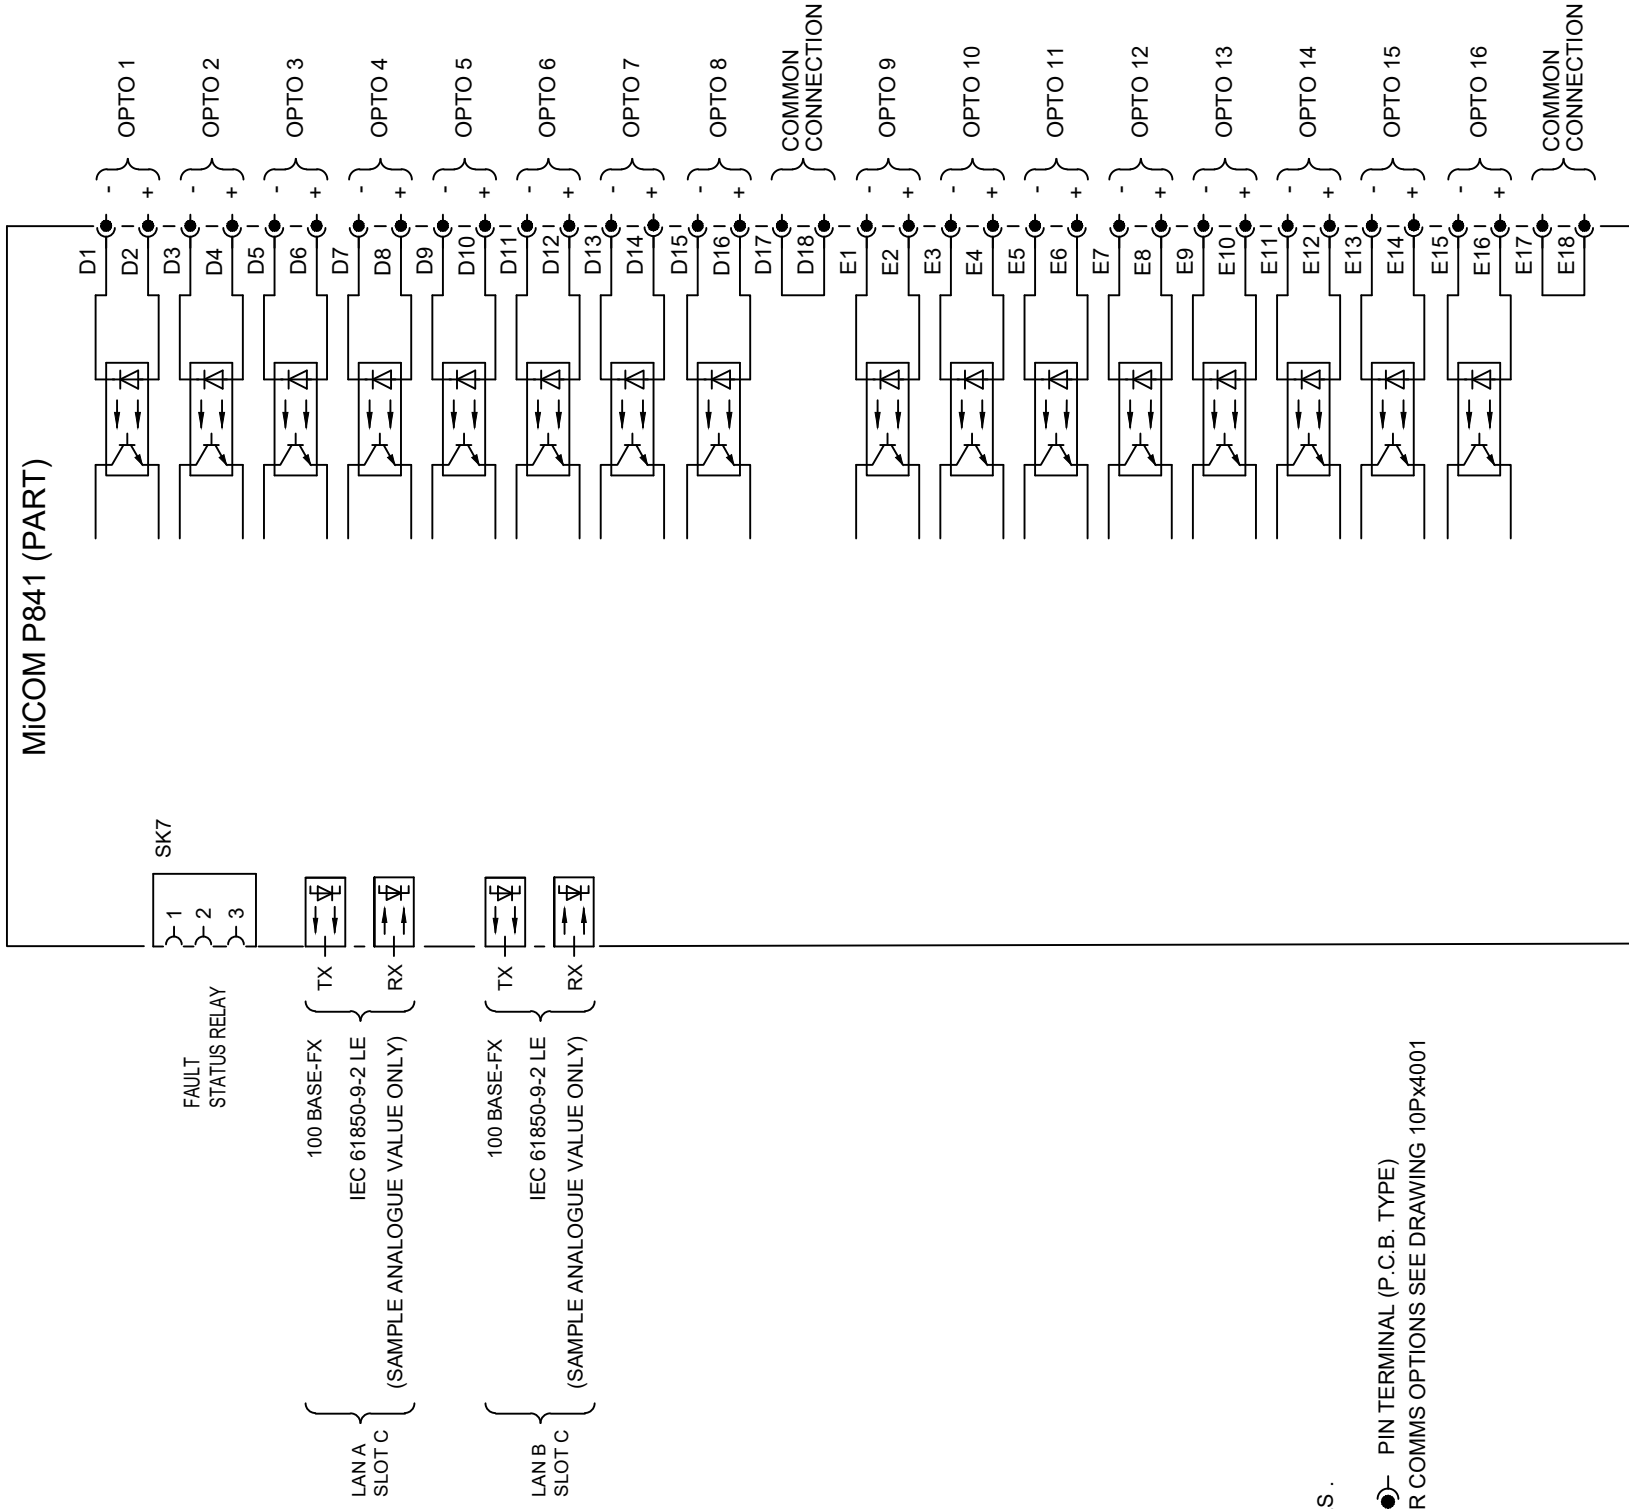 MiCOM P841 (PART)
SK7
1
2
3
FAULT
STATUS RELAY
TX
RX
100 BASE-FX
IEC 61850-9-2 LE
(SAMPLE ANALOGUE VALUE ONLY)
LAN A
SLOT C
TX
RX
100 BASE-FX
IEC 61850-9-2 LE
(SAMPLE ANALOGUE VALUE ONLY)
LAN B
SLOT C
D1
-
D2
+
OPTO 1
D3
-
D4
+
OPTO 2
D5
-
D6
+
OPTO 3
D7
-
D8
+
OPTO 4
D9
-
D10
+
OPTO 5
D11
-
D12
+
OPTO 6
D13
-
D14
+
OPTO 7
D15
-
D16
+
OPTO 8
D17
D18
COMMON
CONNECTION
E1
-
E2
+
OPTO 9
E3
-
E4
+
OPTO 10
E5
-
E6
+
OPTO 11
E7
-
E8
+
OPTO 12
E9
-
E10
+
OPTO 13
E11
-
E12
+
OPTO 14
E13
-
E14
+
OPTO 15
E15
-
E16
+
OPTO 16
E17
E18
COMMON
CONNECTION
S .
PIN TERMINAL (P.C.B. TYPE)
R COMMS OPTIONS SEE DRAWING 10Px4001